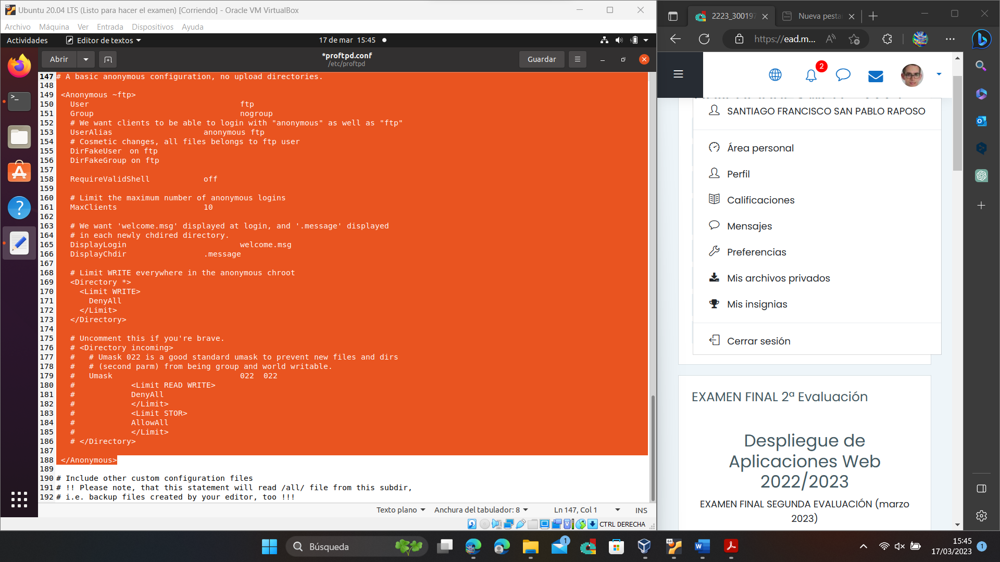 Ubuntu 20.04 LTS (Listo para hacer el examen) [Corriendo] - Oracle VM VirtualBox
Archivo Máquina Ver Entrada Dispositivos Ayuda
Actividades Editor de textos 17 de mar 15:45
Abrir *proftpd.conf Guardar
/etc/proftpd
147 # A basic anonymous configuration, no upload directories.
148
149 <Anonymous ~ftp>
150 User ftp
151 Group nogroup
152 # We want clients to be able to login with "anonymous" as well as "ftp"
153 UserAlias anonymous ftp
154 # Cosmetic changes, all files belongs to ftp user
155 DirFakeUser on ftp
156 DirFakeGroup on ftp
157
158 RequireValidShell off
159
160 # Limit the maximum number of anonymous logins
161 MaxClients 10
162
163 # We want 'welcome.msg' displayed at login, and '.message' displayed
164 # in each newly chdired directory.
165 DisplayLogin welcome.msg
166 DisplayChdir .message
167
168 # Limit WRITE everywhere in the anonymous chroot
169 <Directory *>
170 <Limit WRITE>
171 DenyAll
172 </Limit>
173 </Directory>
174
175 # Uncomment this if you're brave.
176 # <Directory incoming>
177 # # Umask 022 is a good standard umask to prevent new files and dirs
178 # # (second parm) from being group and world writable.
179 # Umask 022 022
180 # <Limit READ WRITE>
181 # DenyAll
182 # </Limit>
183 # <Limit STOR>
184 # AllowAll
185 # </Limit>
186 # </Directory>
187
188 </Anonymous>
189
190 # Include other custom configuration files
191 # !! Please note, that this statement will read /all/ file from this subdir,
192 # i.e. backup files created by your editor, too !!!
Texto plano Anchura del tabulador: 8 Ln 147, Col 1 INS
CTRL DERECHA
2223_300197 Nueva pesta
https://ead.m...
2
SANTIAGO FRANCISCO SAN PABLO RAPOSO
Área personal
Perfil
Calificaciones
Mensajes
Preferencias
Mis archivos privados
Mis insignias
Cerrar sesión
EXAMEN FINAL 2ª Evaluación
Despliegue de
Aplicaciones Web
2022/2023
EXAMEN FINAL SEGUNDA EVALUACIÓN (marzo
2023)
Búsqueda
1
64
15:45
17/03/2023
1